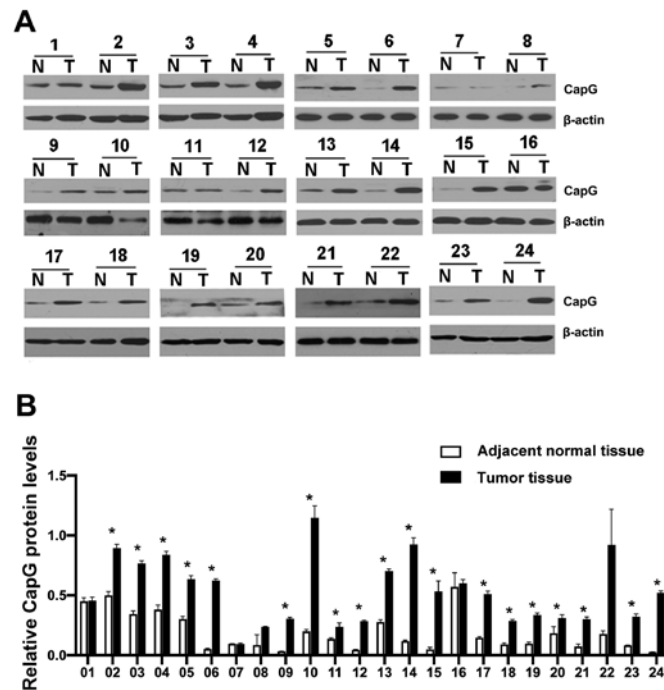 A
1 2 3 4 5 6 7 8
N T N T N T N T N T N T N T N T
CapG
β-actin
9 10 11 12 13 14 15 16
N T N T N T N T N T N T N T N T
CapG
β-actin
17 18 19 20 21 22 23 24
N T N T N T N T N T N T N T N T
CapG
β-actin
B
Adjacent normal tissue
Tumor tissue
Relative CapG protein levels
1.5
1.0
0.5
0.0
* * * * * * * * * * * * * * * * * * *
01 02 03 04 05 06 07 08 09 10 11 12 13 14 15 16 17 18 19 20 21 22 23 24